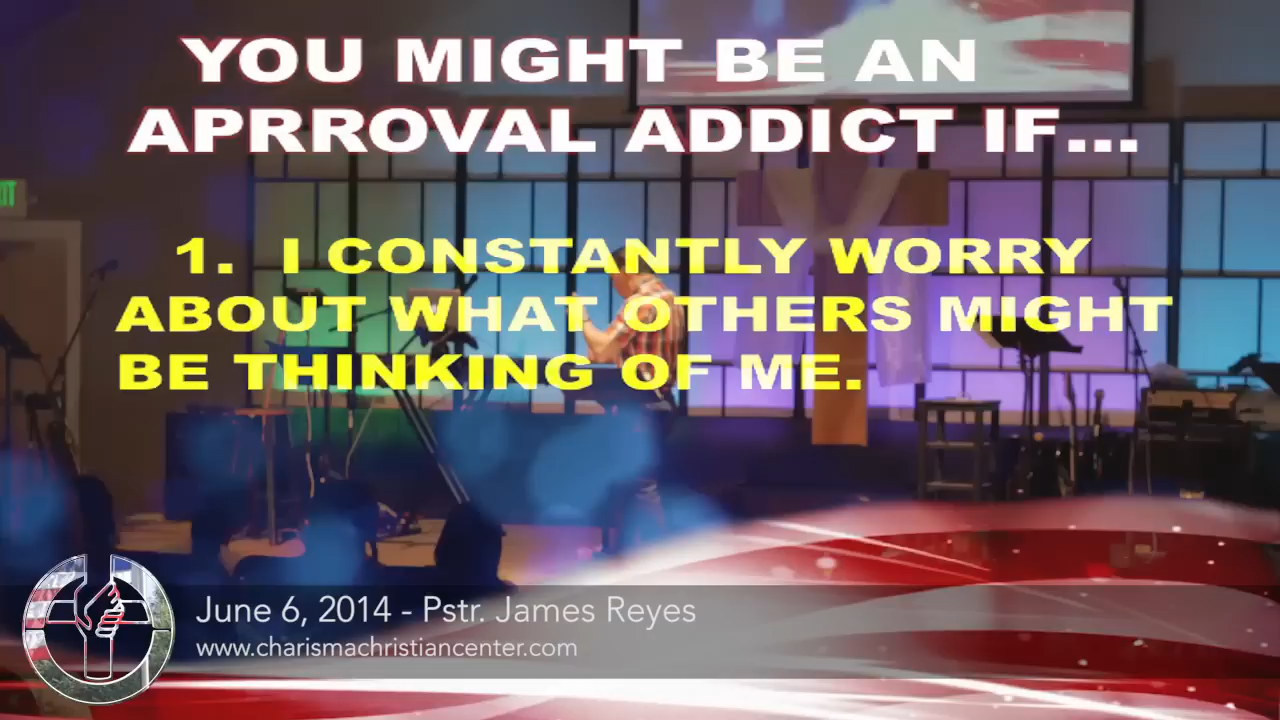 YOU MIGHT BE AN
APRROVAL ADDICT IF...
1. I CONSTANTLY WORRY
ABOUT WHAT OTHERS MIGHT
BE THINKING OF ME.
June 6, 2014 - Pstr. James Reyes
www.charismachristiancenter.com